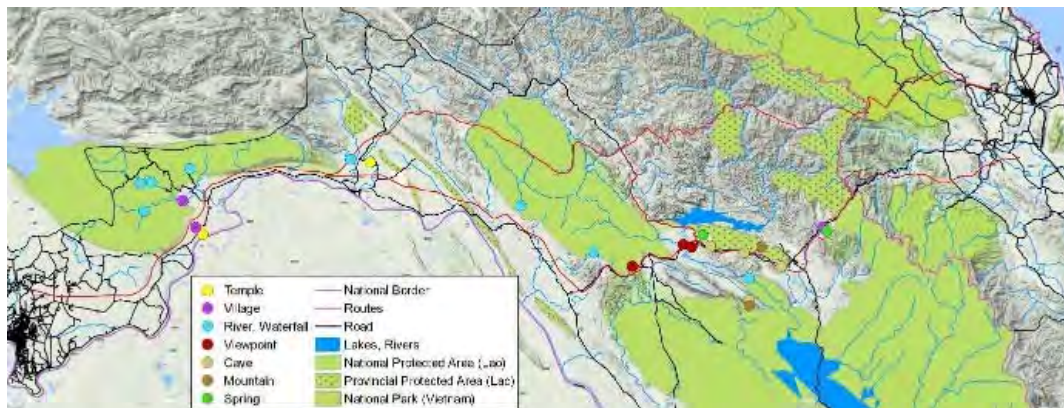 Temple
Village
River, Waterfall
Viewpoint
Cave
Mountain
Spring
National Border
Routes
Road
Lakes, Rivers
National Protected Area (Lao)
Provincial Protected Area (Lao)
National Park (Vietnam)